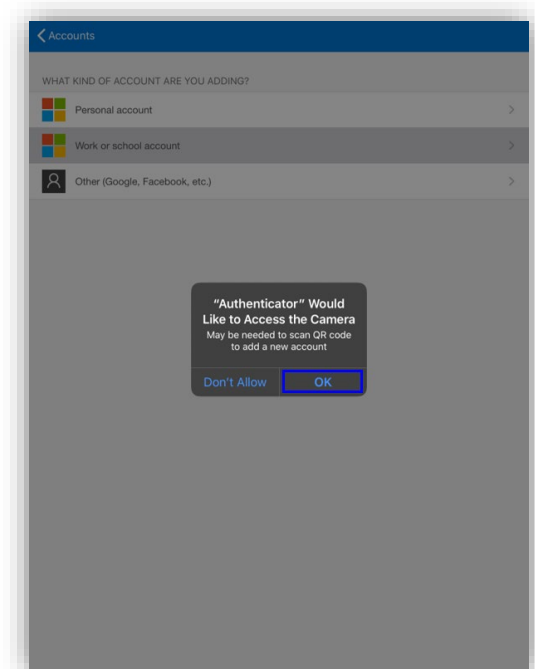 Accounts
WHAT KIND OF ACCOUNT ARE YOU ADDING?
Personal account
Work or school account
Other (Google, Facebook, etc.)
“Authenticator” Would
Like to Access the Camera
May be needed to scan QR code
to add a new account
Don't Allow
OK